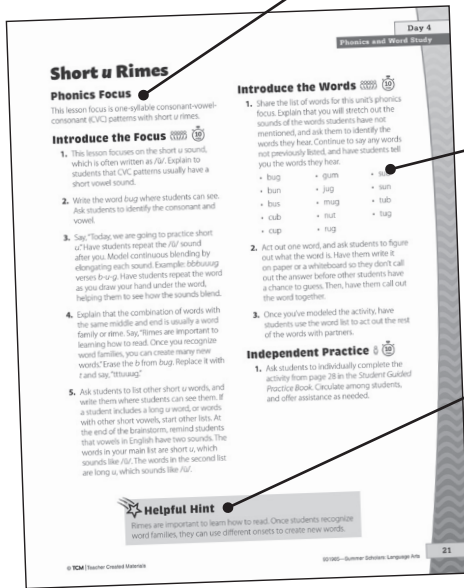 Day 4
Phonics and Word Study
Short u Rimes
Phonics Focus
This lesson focus is one-syllable consonant-vowel-
consonant (CVC) patterns with short u rimes.
Introduce the Focus
10
1. This lesson focuses on the short u sound,
which is often written as /ŭ/. Explain to
students that CVC patterns usually have a
short vowel sound.
2. Write the word bug where students can see.
Ask students to identify the consonant and
vowel.
3. Say, "Today, we are going to practice short
u." Have students repeat the /ŭ/ sound
after you. Model continuous blending by
elongating each sound. Example: bbbuuug
verses b-u-g. Have students repeat the word
as you draw your hand under the word,
helping them to see how the sounds blend.
4. Explain that the combination of words with
the same middle and end is usually a word
family or rime. Say, "Rimes are important to
learning how to read. Once you recognize
word families, you can create many new
words." Erase the b from bug. Replace it with
t and say, "tttuuug."
5. Ask students to list other short u words, and
write them where students can see them. If
a student includes a long u word, or words
with other short vowels, start other lists. At
the end of the brainstorm, remind students
that vowels in English have two sounds. The
words in your main list are short u, which
sounds like /ŭ/. The words in the second list
are long u, which sounds like /ū/.
Introduce the Words
10
1. Share the list of words for this unit's phonics
focus. Explain that you will stretch out the
sounds of the words students have not
mentioned, and ask them to identify the
words they hear. Continue to say any words
not previously listed, and have students tell
you the words they hear.
• bug
• bun
• bus
• cub
• cup
• gum
• jug
• mug
• nut
• rug
• sun
• tub
• tug
2. Act out one word, and ask students to figure
out what the word is. Have them write it
on paper or a whiteboard so they don't call
out the answer before other students have
a chance to guess. Then, have them call out
the word together.
3. Once you've modeled the activity, have
students use the word list to act out the rest
of the words with partners.
Independent Practice
10
1. Ask students to individually complete the
activity from page 28 in the Student Guided
Practice Book. Circulate among students,
and offer assistance as needed.
Helpful Hint
Rimes are important to learn how to read. Once students recognize
word families, they can use different onsets to create new words.
© TCM | Teacher Created Materials
Summer Scholars: Language Arts
21